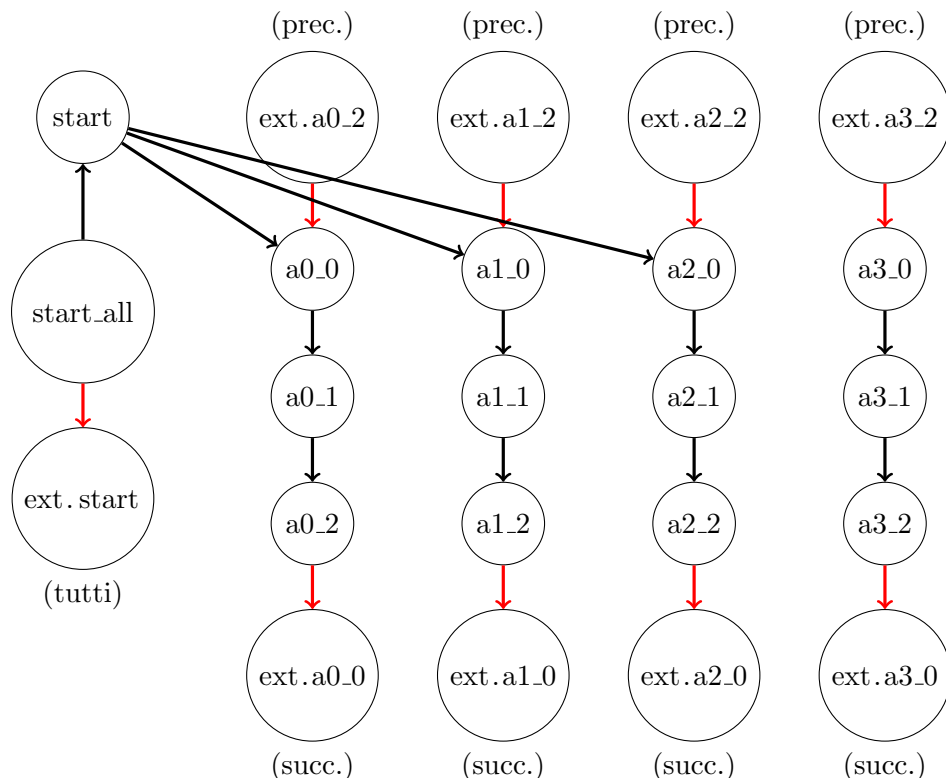 (prec.) (prec.) (prec.) (prec.)
start ext.a0_2 ext.a1_2 ext.a2_2 ext.a3_2
a0_0 a1_0 a2_0 a3_0
start_all
a0_1 a1_1 a2_1 a3_1
ext.start
a0_2 a1_2 a2_2 a3_2
(tutti)
ext.a0_0 ext.a1_0 ext.a2_0 ext.a3_0
(succ.) (succ.) (succ.) (succ.)